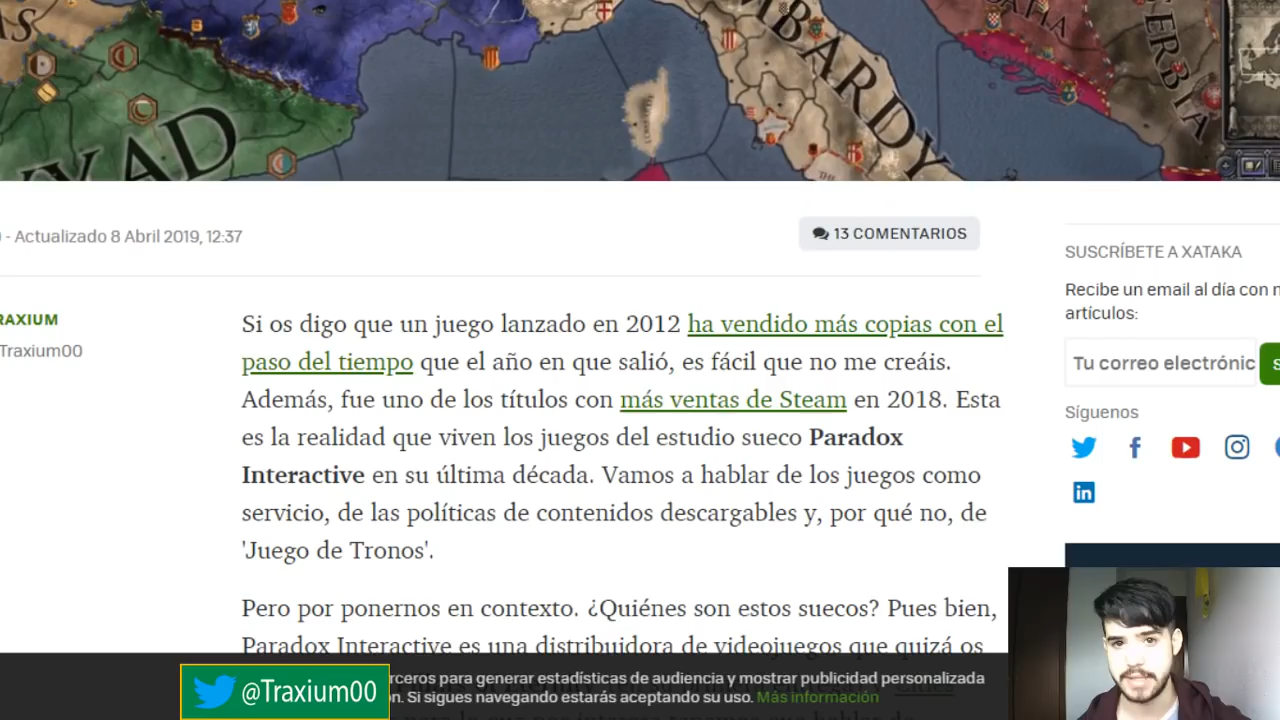 MBARDY
SERBIA
YAD
THE
- Actualizado 8 Abril 2019, 12:37
13 COMENTARIOS
SUSCRÍBETE A XATAKA
Recibe un email al día con n
artículos:
Tu correo electrónic
S
Síguenos
RAXIUM
Traxium00
Si os digo que un juego lanzado en 2012 ha vendido más copias con el
paso del tiempo que el año en que salió, es fácil que no me creáis.
Además, fue uno de los títulos con más ventas de Steam en 2018. Esta
es la realidad que viven los juegos del estudio sueco Paradox
Interactive en su última década. Vamos a hablar de los juegos como
servicio, de las políticas de contenidos descargables y, por qué no, de
'Juego de Tronos'.
Pero por ponernos en contexto. ¿Quiénes son estos suecos? Pues bien,
Paradox Interactive es una distribuidora de videojuegos que quizá os
@Traxium00
rceros para generar estadísticas de audiencia y mostrar publicidad personalizada
n. Si sigues navegando estarás aceptando su uso. Más información